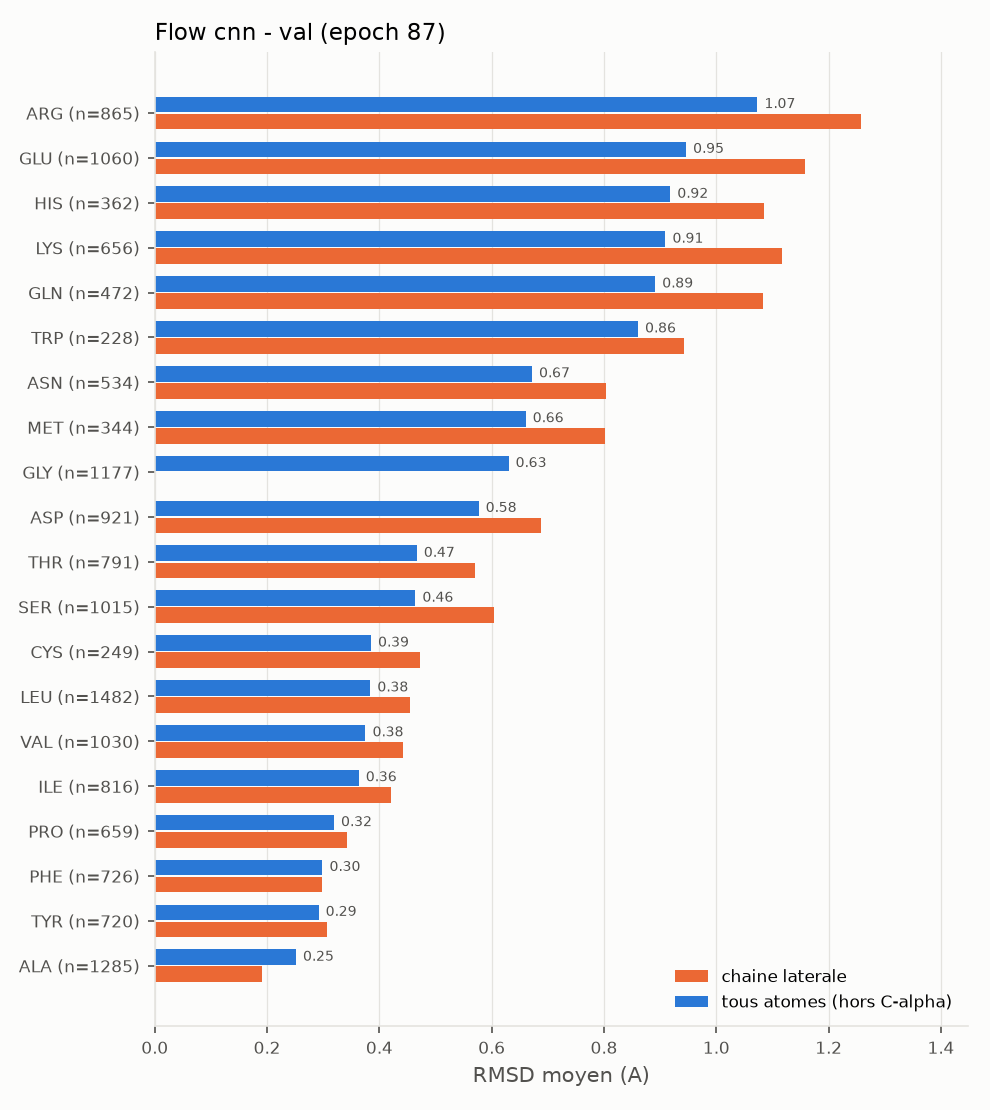 Flow cnn - val (epoch 87)
ARG (n=865)
1.07
GLU (n=1060)
0.95
HIS (n=362)
0.92
LYS (n=656)
0.91
GLN (n=472)
0.89
TRP (n=228)
0.86
ASN (n=534)
0.67
MET (n=344)
0.66
GLY (n=1177)
0.63
ASP (n=921)
0.58
THR (n=791)
0.47
SER (n=1015)
0.46
CYS (n=249)
0.39
LEU (n=1482)
0.38
VAL (n=1030)
0.38
ILE (n=816)
0.36
PRO (n=659)
0.32
PHE (n=726)
0.30
TYR (n=720)
0.29
ALA (n=1285)
0.25
chaine laterale
tous atomes (hors C-alpha)
0.0 0.2 0.4 0.6 0.8 1.0 1.2 1.4
RMSD moyen (A)